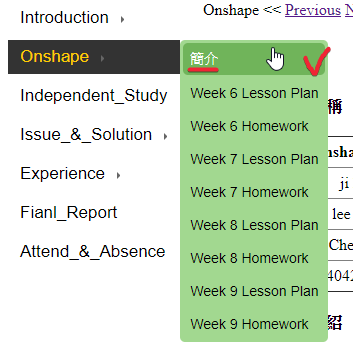 Introduction
Onshape << Previous N
Onshape
簡介
Independent_Study
Week 6 Lesson Plan
稱
Issue_&_Solution
Week 6 Homework
nsha
Week 7 Lesson Plan
Experience
ji
Week 7 Homework
Fianl_Report
lee
Week 8 Lesson Plan
Attend_&_Absence
Che
Week 8 Homework
4042
Week 9 Lesson Plan
紹
Week 9 Homework